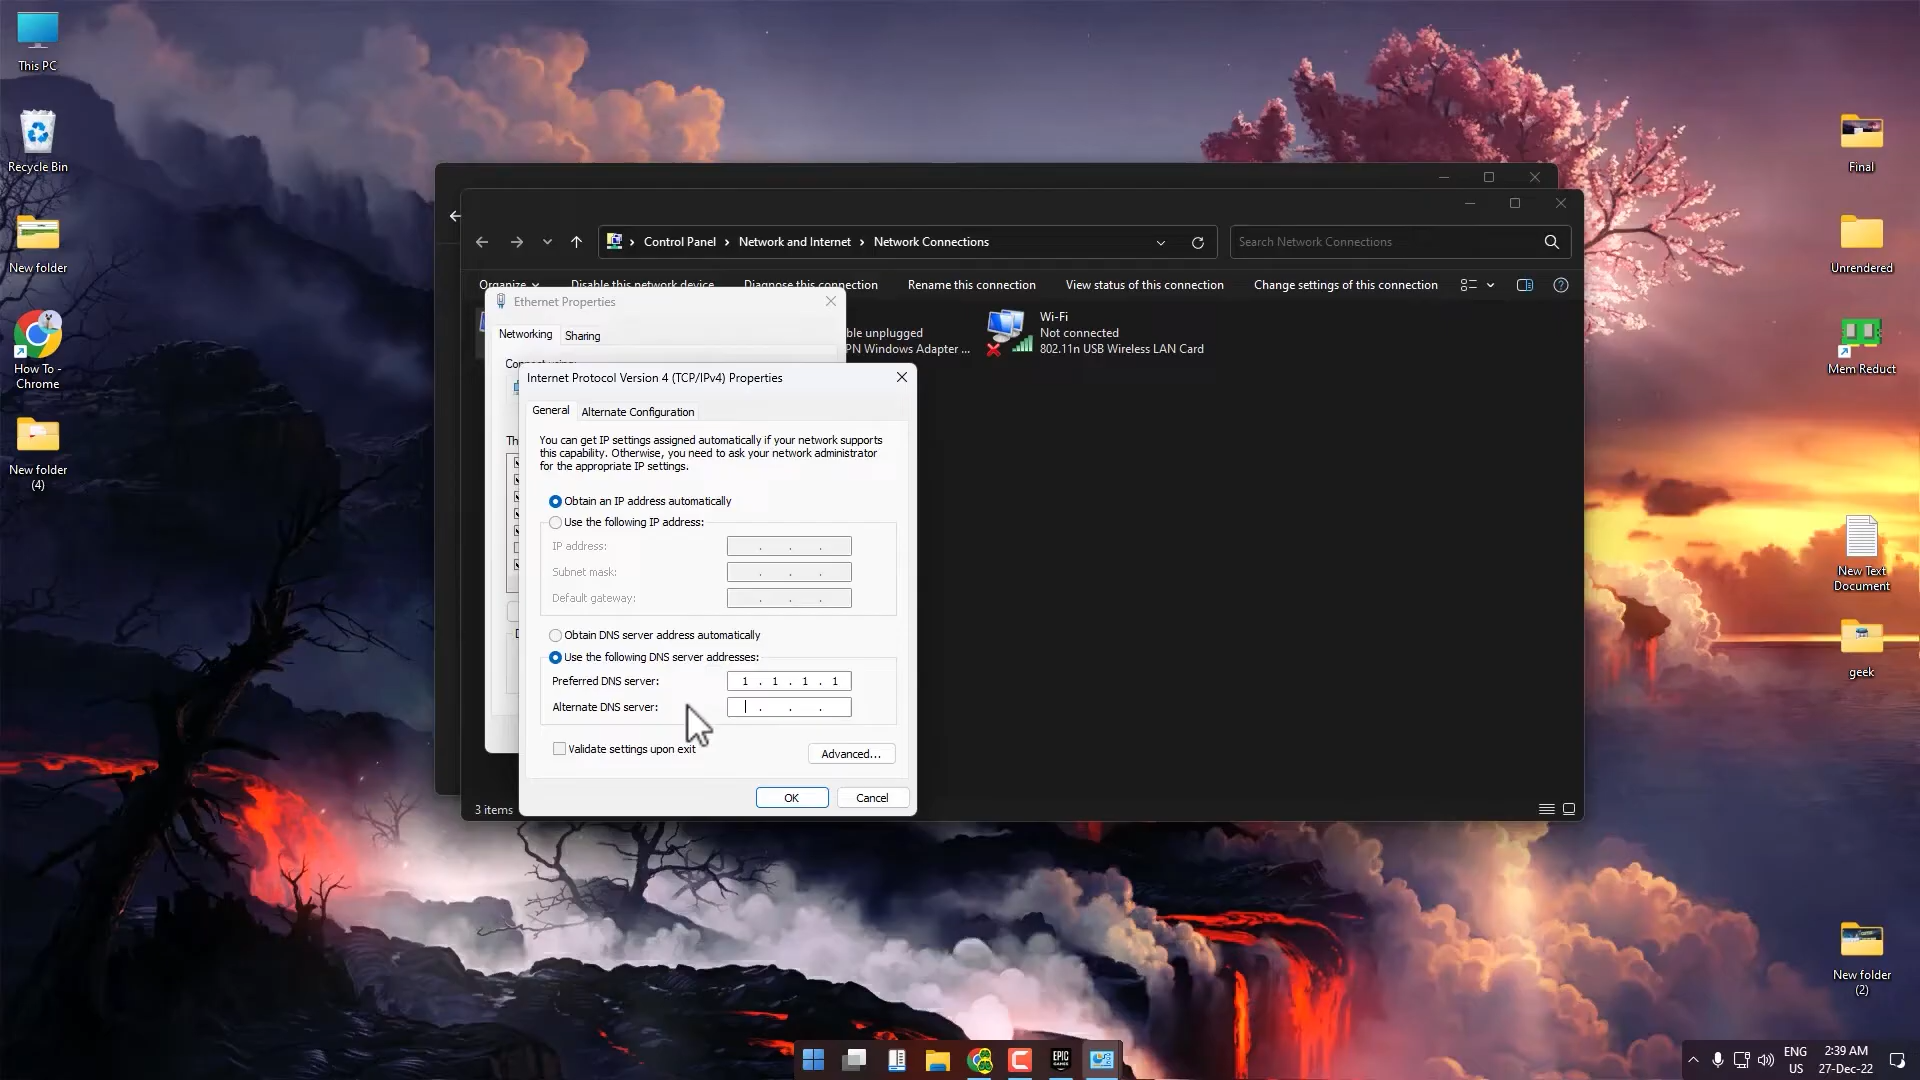 This PC
Recycle Bin
New folder
How To -
Chrome
New folder
(4)
Final
Unrendered
Mem Reduct
New Text
Document
geek
New folder
(2)
Control Panel > Network and Internet > Network Connections
Search Network Connections
Organize
Disable this network device
Diagnose this connection
Rename this connection
View status of this connection
Change settings of this connection
ble unplugged
PN Windows Adapter ...
Wi-Fi
Not connected
802.11n USB Wireless LAN Card
Ethernet Properties
Networking
Sharing
Connect using:
Th
Internet Protocol Version 4 (TCP/IPv4) Properties
General
Alternate Configuration
You can get IP settings assigned automatically if your network supports
this capability. Otherwise, you need to ask your network administrator
for the appropriate IP settings.
Obtain an IP address automatically
Use the following IP address:
IP address:
Subnet mask:
Default gateway:
Obtain DNS server address automatically
Use the following DNS server addresses:
Preferred DNS server: 1 . 1 . 1 . 1
Alternate DNS server: . . .
Validate settings upon exit
Advanced...
OK
Cancel
3 items
EPIC
GAMES
ENG
US
2:39 AM
27-Dec-22